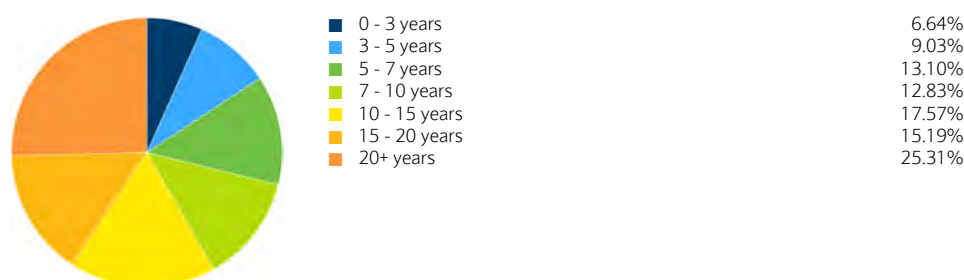 0 - 3 years 6.64%
3 - 5 years 9.03%
5 - 7 years 13.10%
7 - 10 years 12.83%
10 - 15 years 17.57%
15 - 20 years 15.19%
20+ years 25.31%